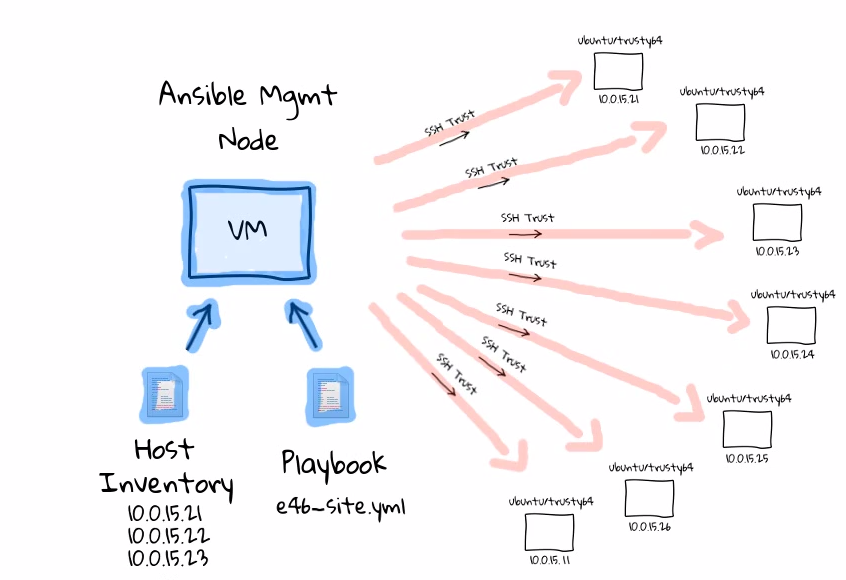 Ansible Mgmt
Node
VM
Host
Inventory
10.0.15.21
10.0.15.22
10.0.15.23
Playbook
e46-site.yml
SSH Trust
SSH Trust
SSH Trust
SSH Trust
SSH Trust
SSH Trust
SSH Trust
ubuntu/trusty64
10.0.15.21
ubuntu/trusty64
10.0.15.22
ubuntu/trusty64
10.0.15.23
ubuntu/trusty64
10.0.15.24
ubuntu/trusty64
10.0.15.25
ubuntu/trusty64
10.0.15.26
ubuntu/trusty64
10.0.15.11